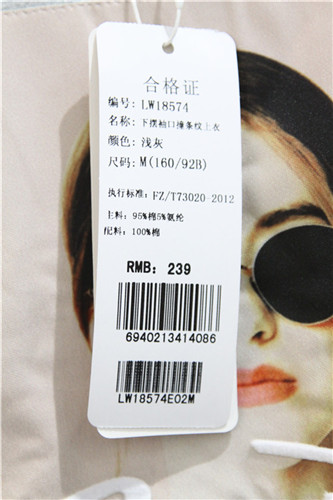 合格证
编号: LW18574
名称: 下摆袖口撞条纹上衣
颜色: 浅灰
尺码: M(160/92B)
执行标准: FZ/T73020-2012
主料: 95%棉5%氨纶
配料: 100%棉
RMB: 239
6940213414086
LW18574E02M